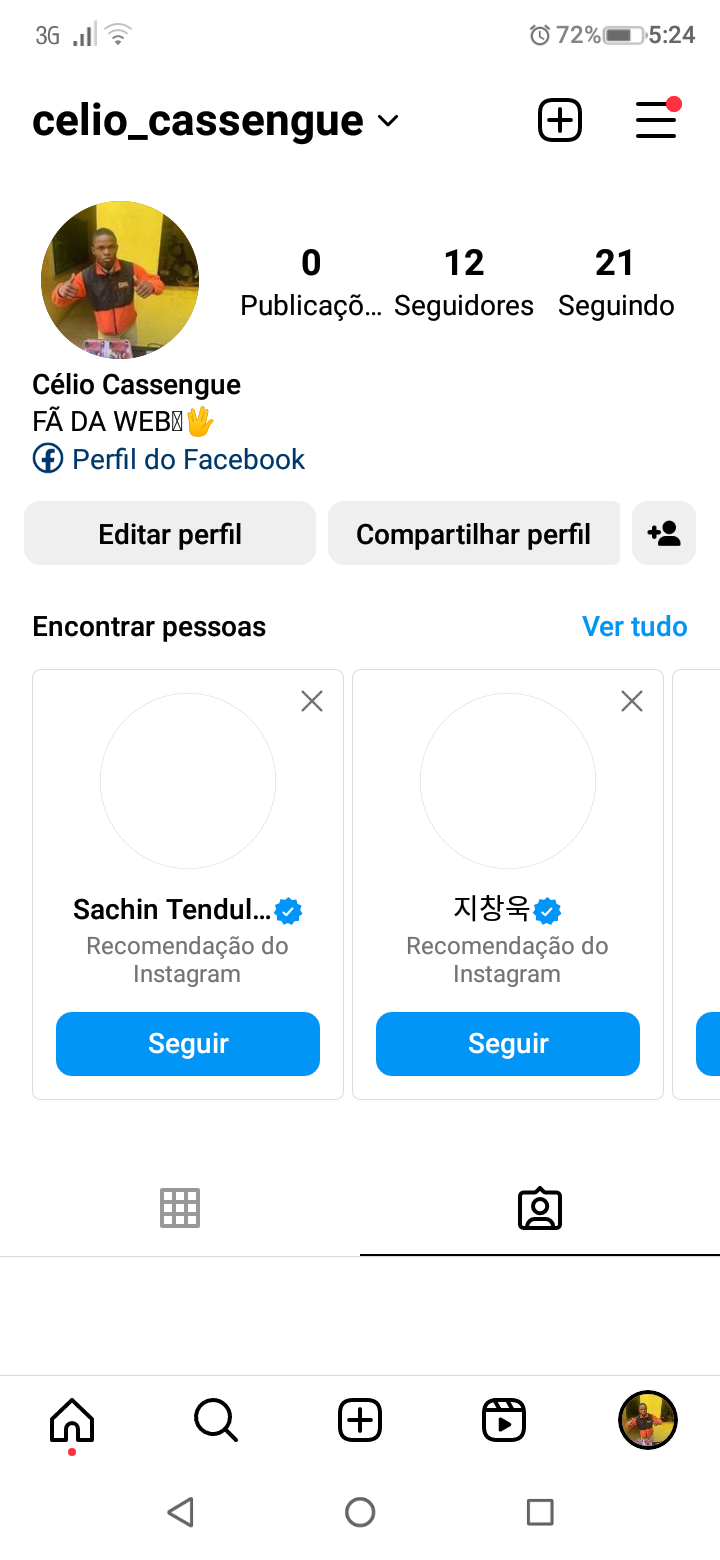 3G 72% 5:24
celio_cassengue
0 12 21
Publicaçõ... Seguidores Seguindo
Célio Cassengue
FÃ DA WEB🖖
Perfil do Facebook
Editar perfil Compartilhar perfil
Encontrar pessoas Ver tudo
Sachin Tendul... 지창욱
Recomendação do Recomendação do
Instagram Instagram
Seguir Seguir